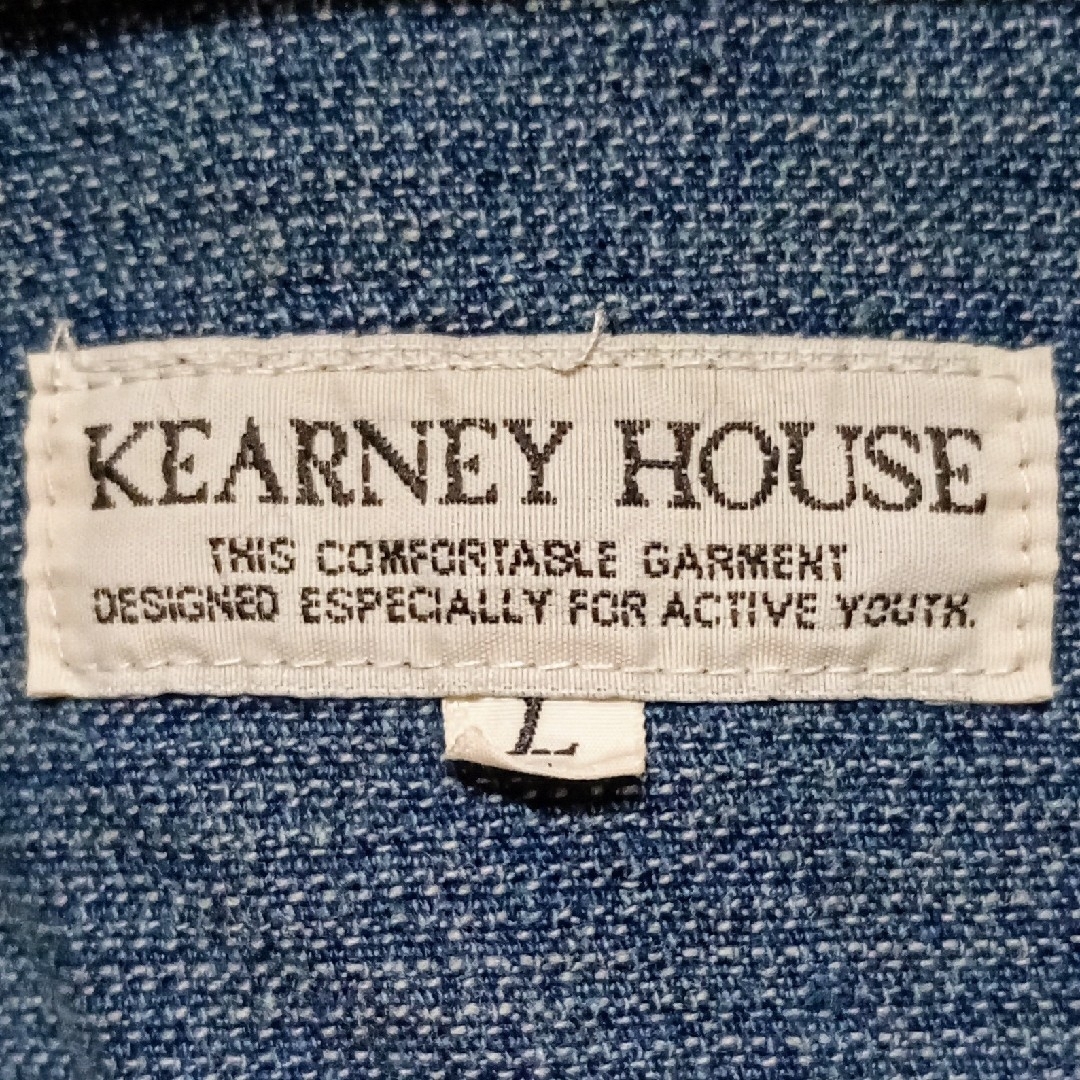 KEARNEY HOUSE
THIS COMFORTABLE GARMENT
DESIGNED ESPECIALLY FOR ACTIVE YOUTH.
L